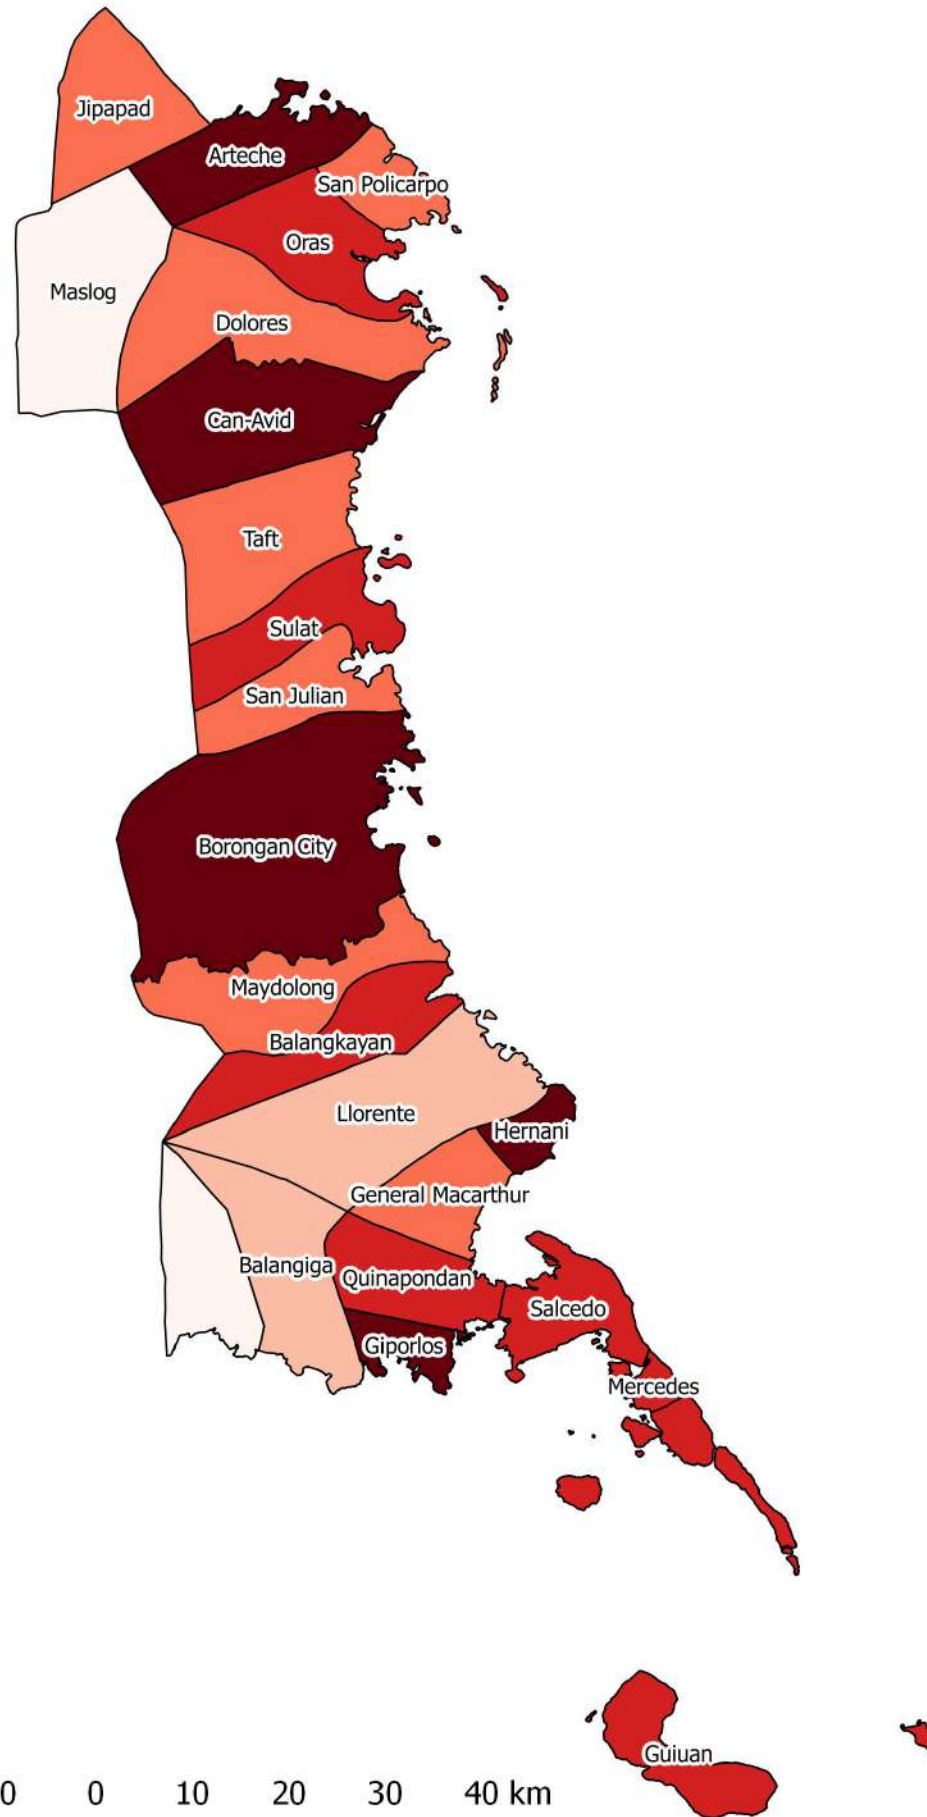 Jipapad
Arteche
San Policarpo
Oras
Maslog
Dolores
Can-Avid
Taft
Sulat
San Julian
Borongan City
Maydolong
Balangkayan
Llorente
Hernani
General Macarthur
Balangiga
Quinapondan
Salcedo
Giporlos
Mercedes
Guiuan
0 0 10 20 30 40 km